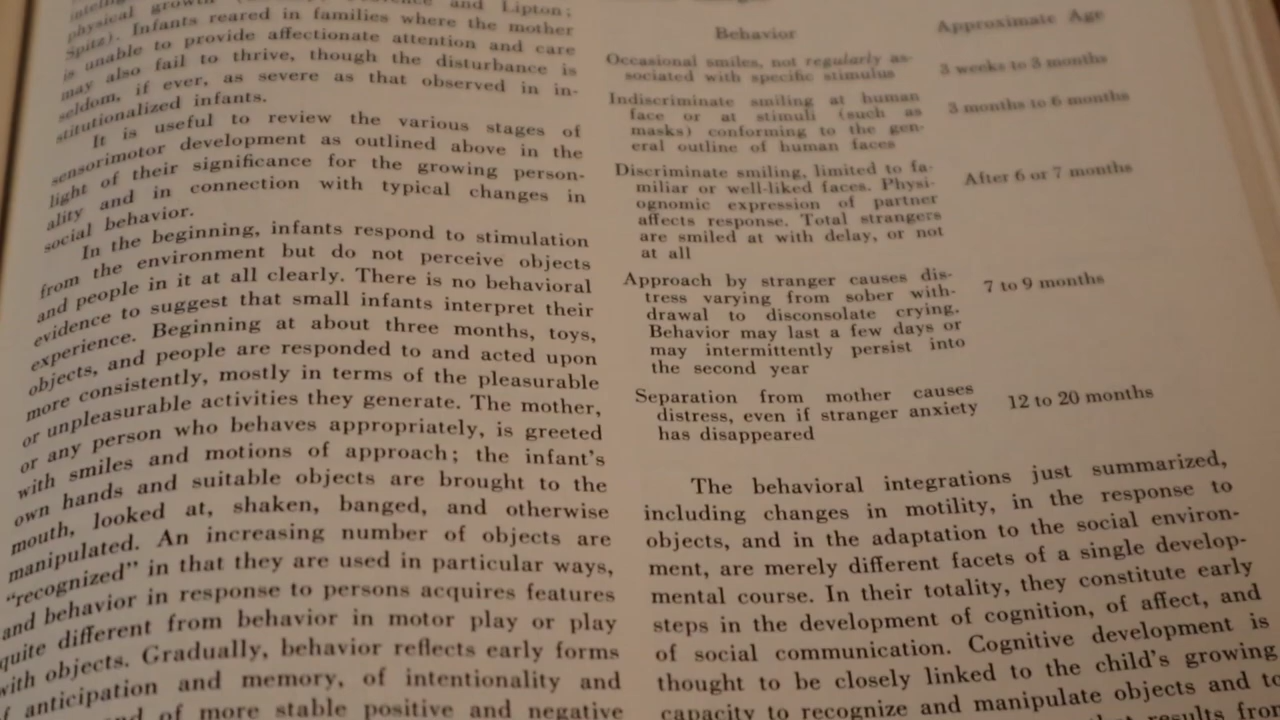 physical growth
and Lipton;
Spitz). Infants reared in families where the mother
is unable to provide affectionate attention and care
may also fail to thrive, though the disturbance is
seldom, if ever, as severe as that observed in in-
stitutionalized infants.
It is useful to review the various stages of
sensorimotor development as outlined above in the
light of their significance for the growing person-
ality and in connection with typical changes in
social behavior.
In the beginning, infants respond to stimulation
from the environment but do not perceive objects
and people in it at all clearly. There is no behavioral
evidence to suggest that small infants interpret their
experience. Beginning at about three months, toys,
objects, and people are responded to and acted upon
more consistently, mostly in terms of the pleasurable
or unpleasurable activities they generate. The mother,
or any person who behaves appropriately, is greeted
with smiles and motions of approach; the infant's
own hands and suitable objects are brought to the
mouth, looked at, shaken, banged, and otherwise
manipulated. An increasing number of objects are
"recognized" in that they are used in particular ways,
and behavior in response to persons acquires features
quite different from behavior in motor play or play
with objects. Gradually, behavior reflects early forms
anticipation and memory, of intentionality and
of more stable positive and negative
Behavior
Approximate Age
Occasional smiles, not regularly as-
sociated with specific stimulus
3 weeks to 3 months
Indiscriminate smiling at human
face or at stimuli (such as
masks) conforming to the gen-
eral outline of human faces
3 months to 6 months
Discriminate smiling, limited to fa-
miliar or well-liked faces. Physi-
ognomic expression of partner
affects response. Total strangers
are smiled at with delay, or not
at all
After 6 or 7 months
Approach by stranger causes dis-
tress varying from sober with-
drawal to disconsolate crying.
Behavior may last a few days or
may intermittently persist into
the second year
7 to 9 months
Separation from mother causes
distress, even if stranger anxiety
has disappeared
12 to 20 months
The behavioral integrations just summarized,
including changes in motility, in the response to
objects, and in the adaptation to the social environ-
ment, are merely different facets of a single develop-
mental course. In their totality, they constitute early
steps in the development of cognition, of affect, and
of social communication. Cognitive development is
thought to be closely linked to the child's growing
capacity to recognize and manipulate objects and to
results from